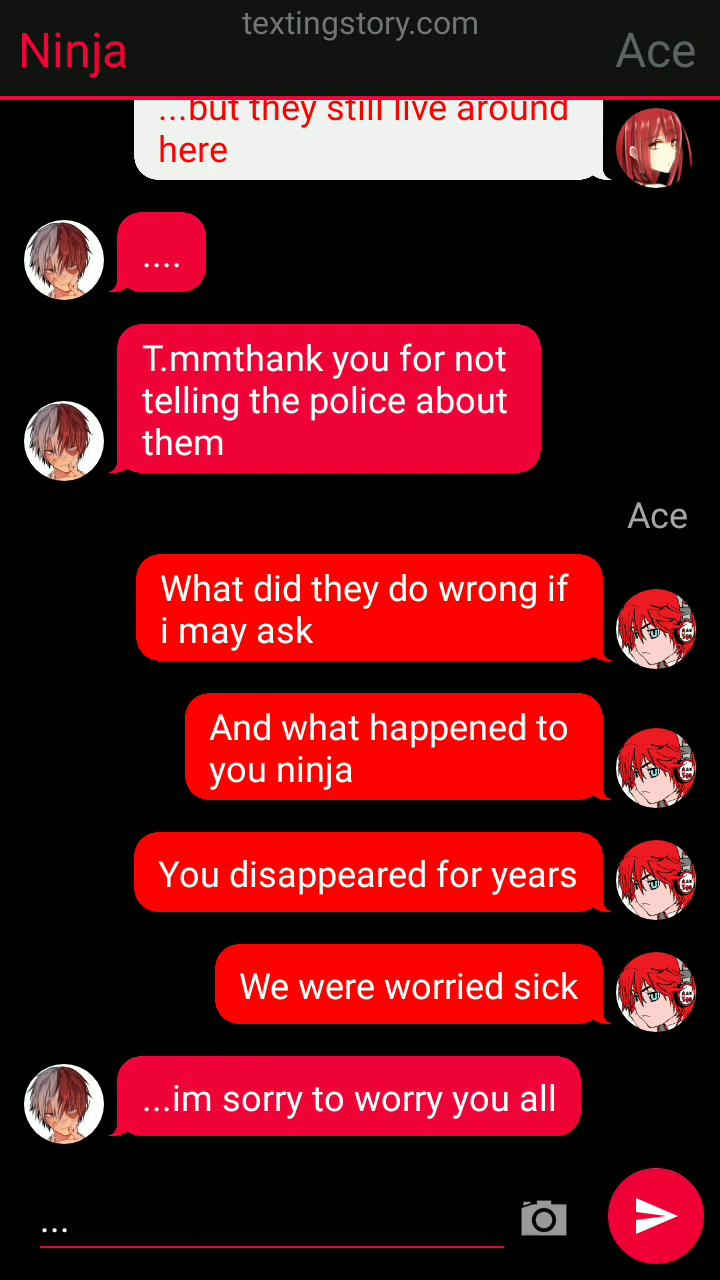 textingstory.com
Ninja
Ace
...but they still live around
here
....
T.mmthank you for not
telling the police about
them
Ace
What did they do wrong if
i may ask
And what happened to
you ninja
You disappeared for years
We were worried sick
...im sorry to worry you all
...